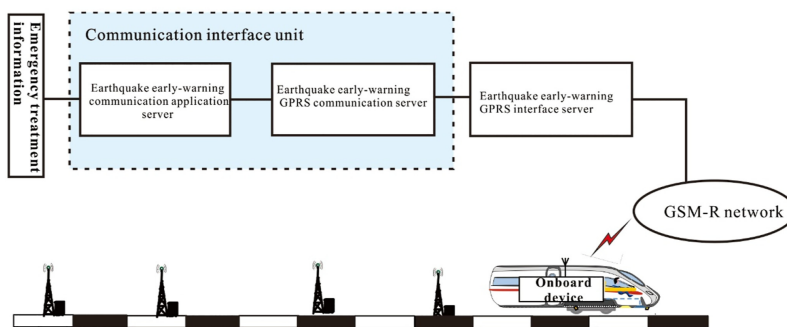 Emergency treatment
information
Communication interface unit
Earthquake early-warning
communication application
server
Earthquake early-warning
GPRS communication server
Earthquake early-warning
GPRS interface server
GSM-R network
Onboard
device